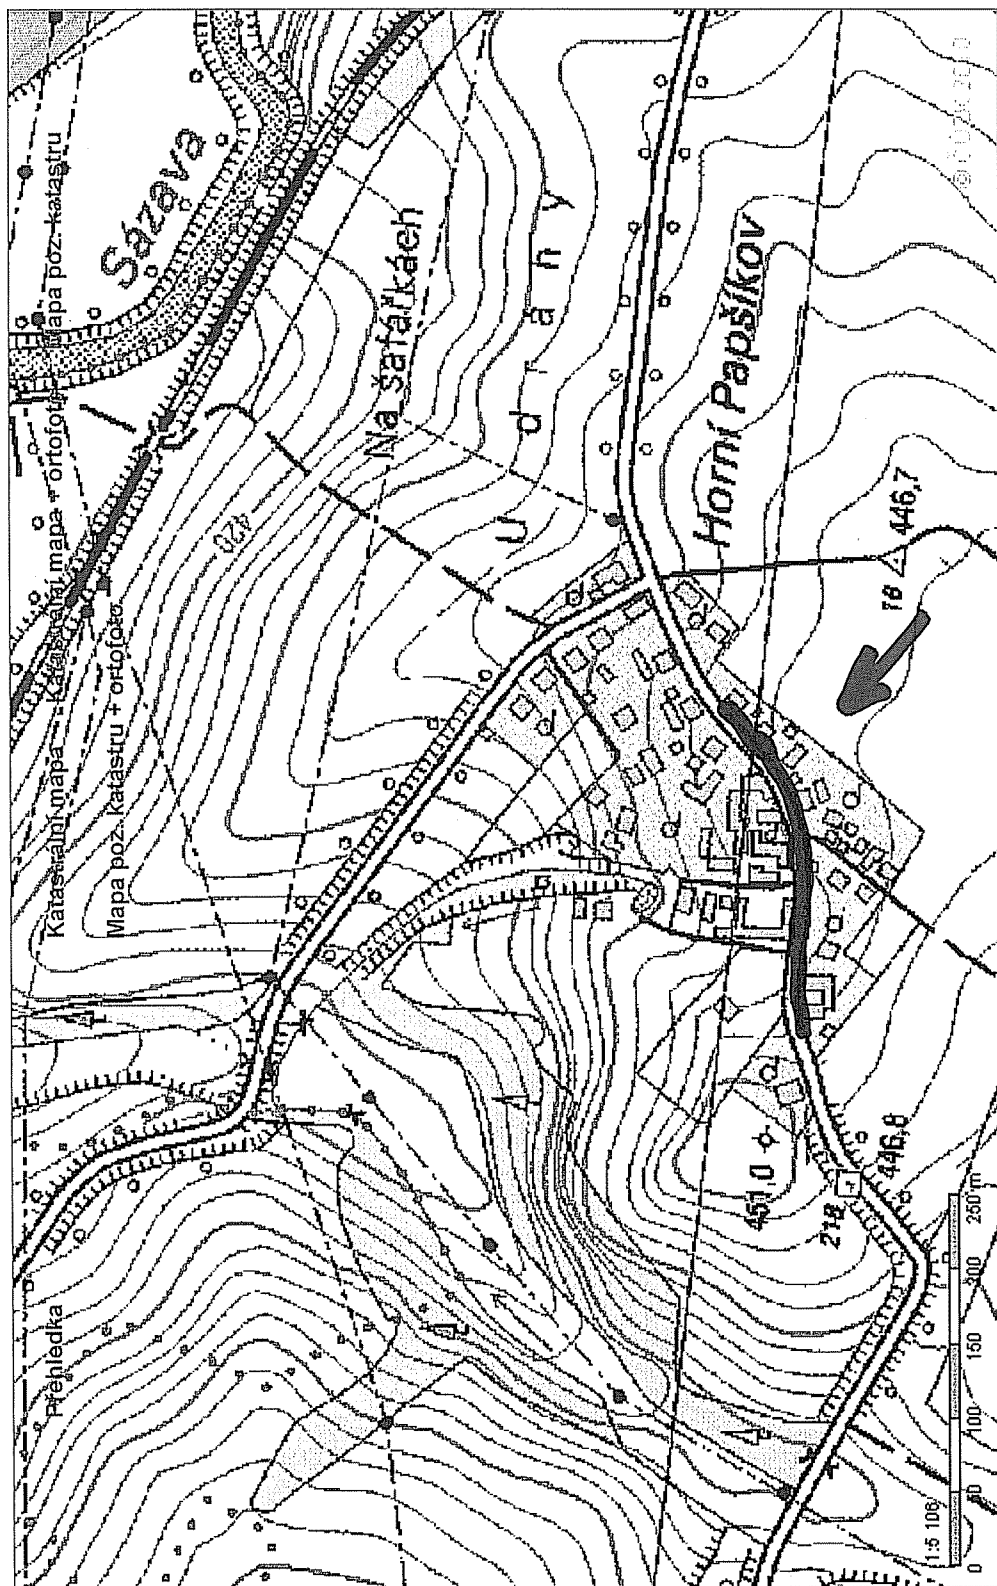 Přehledka
Katastrální mapa
Katastrální mapa + ortofoto
Mapa poz. katastru
Mapa poz. katastru + ortofoto
Sázava
420
Na šafářkách
U d r á h y
Horní Papšíkov
18
446,7
451,0
218
446,8
1:5 106
0 50 100 150 200 250 m